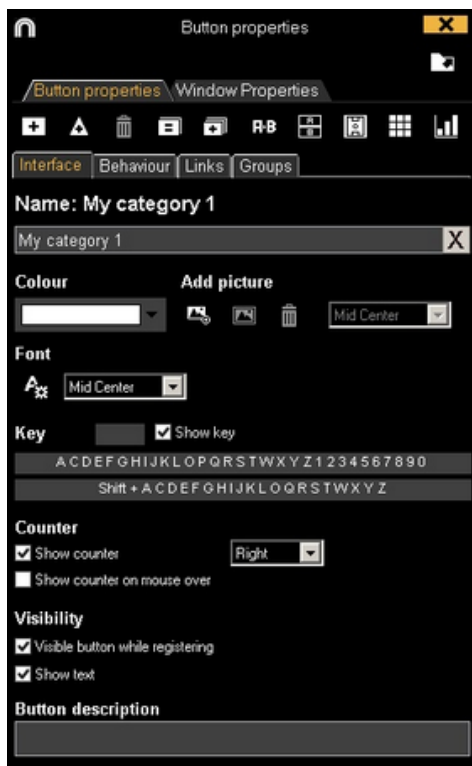 Button properties
X
Button properties Window Properties
A-B
Interface Behaviour Links Groups
Name: My category 1
My category 1 X
Colour Add picture
Mid Center
Font
A Mid Center
Key Show key
A C D E F G H I J K L O P Q R S T W X Y Z 1 2 3 4 5 6 7 8 9 0
Shift + A C D E F G H I J K L O Q R S T W X Y Z
Counter
Show counter Right
Show counter on mouse over
Visibility
Visible button while registering
Show text
Button description